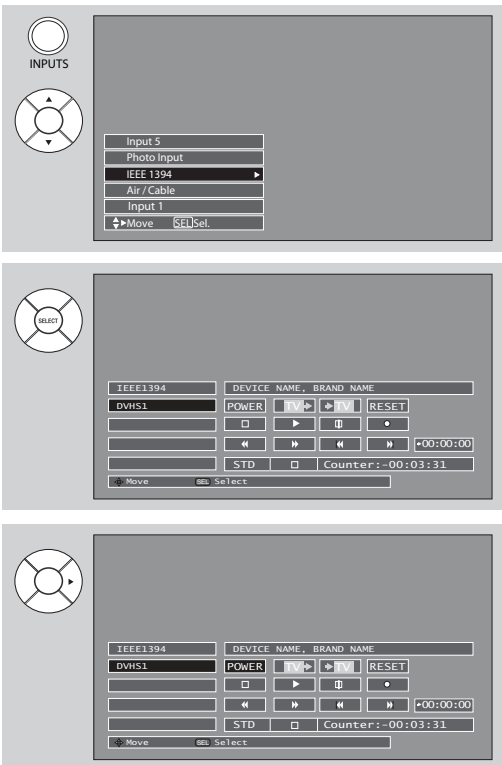 INPUTS
Input 5
Photo Input
IEEE 1394
Air / Cable
Input 1
Move SEL Sel.
SELECT
IEEE1394 DEVICE NAME, BRAND NAME
DVHS1 POWER TV TV RESET
00:00:00
STD Counter:-00:03:31
Move SEL Select
IEEE1394 DEVICE NAME, BRAND NAME
DVHS1 POWER TV TV RESET
00:00:00
STD Counter:-00:03:31
Move SEL Select